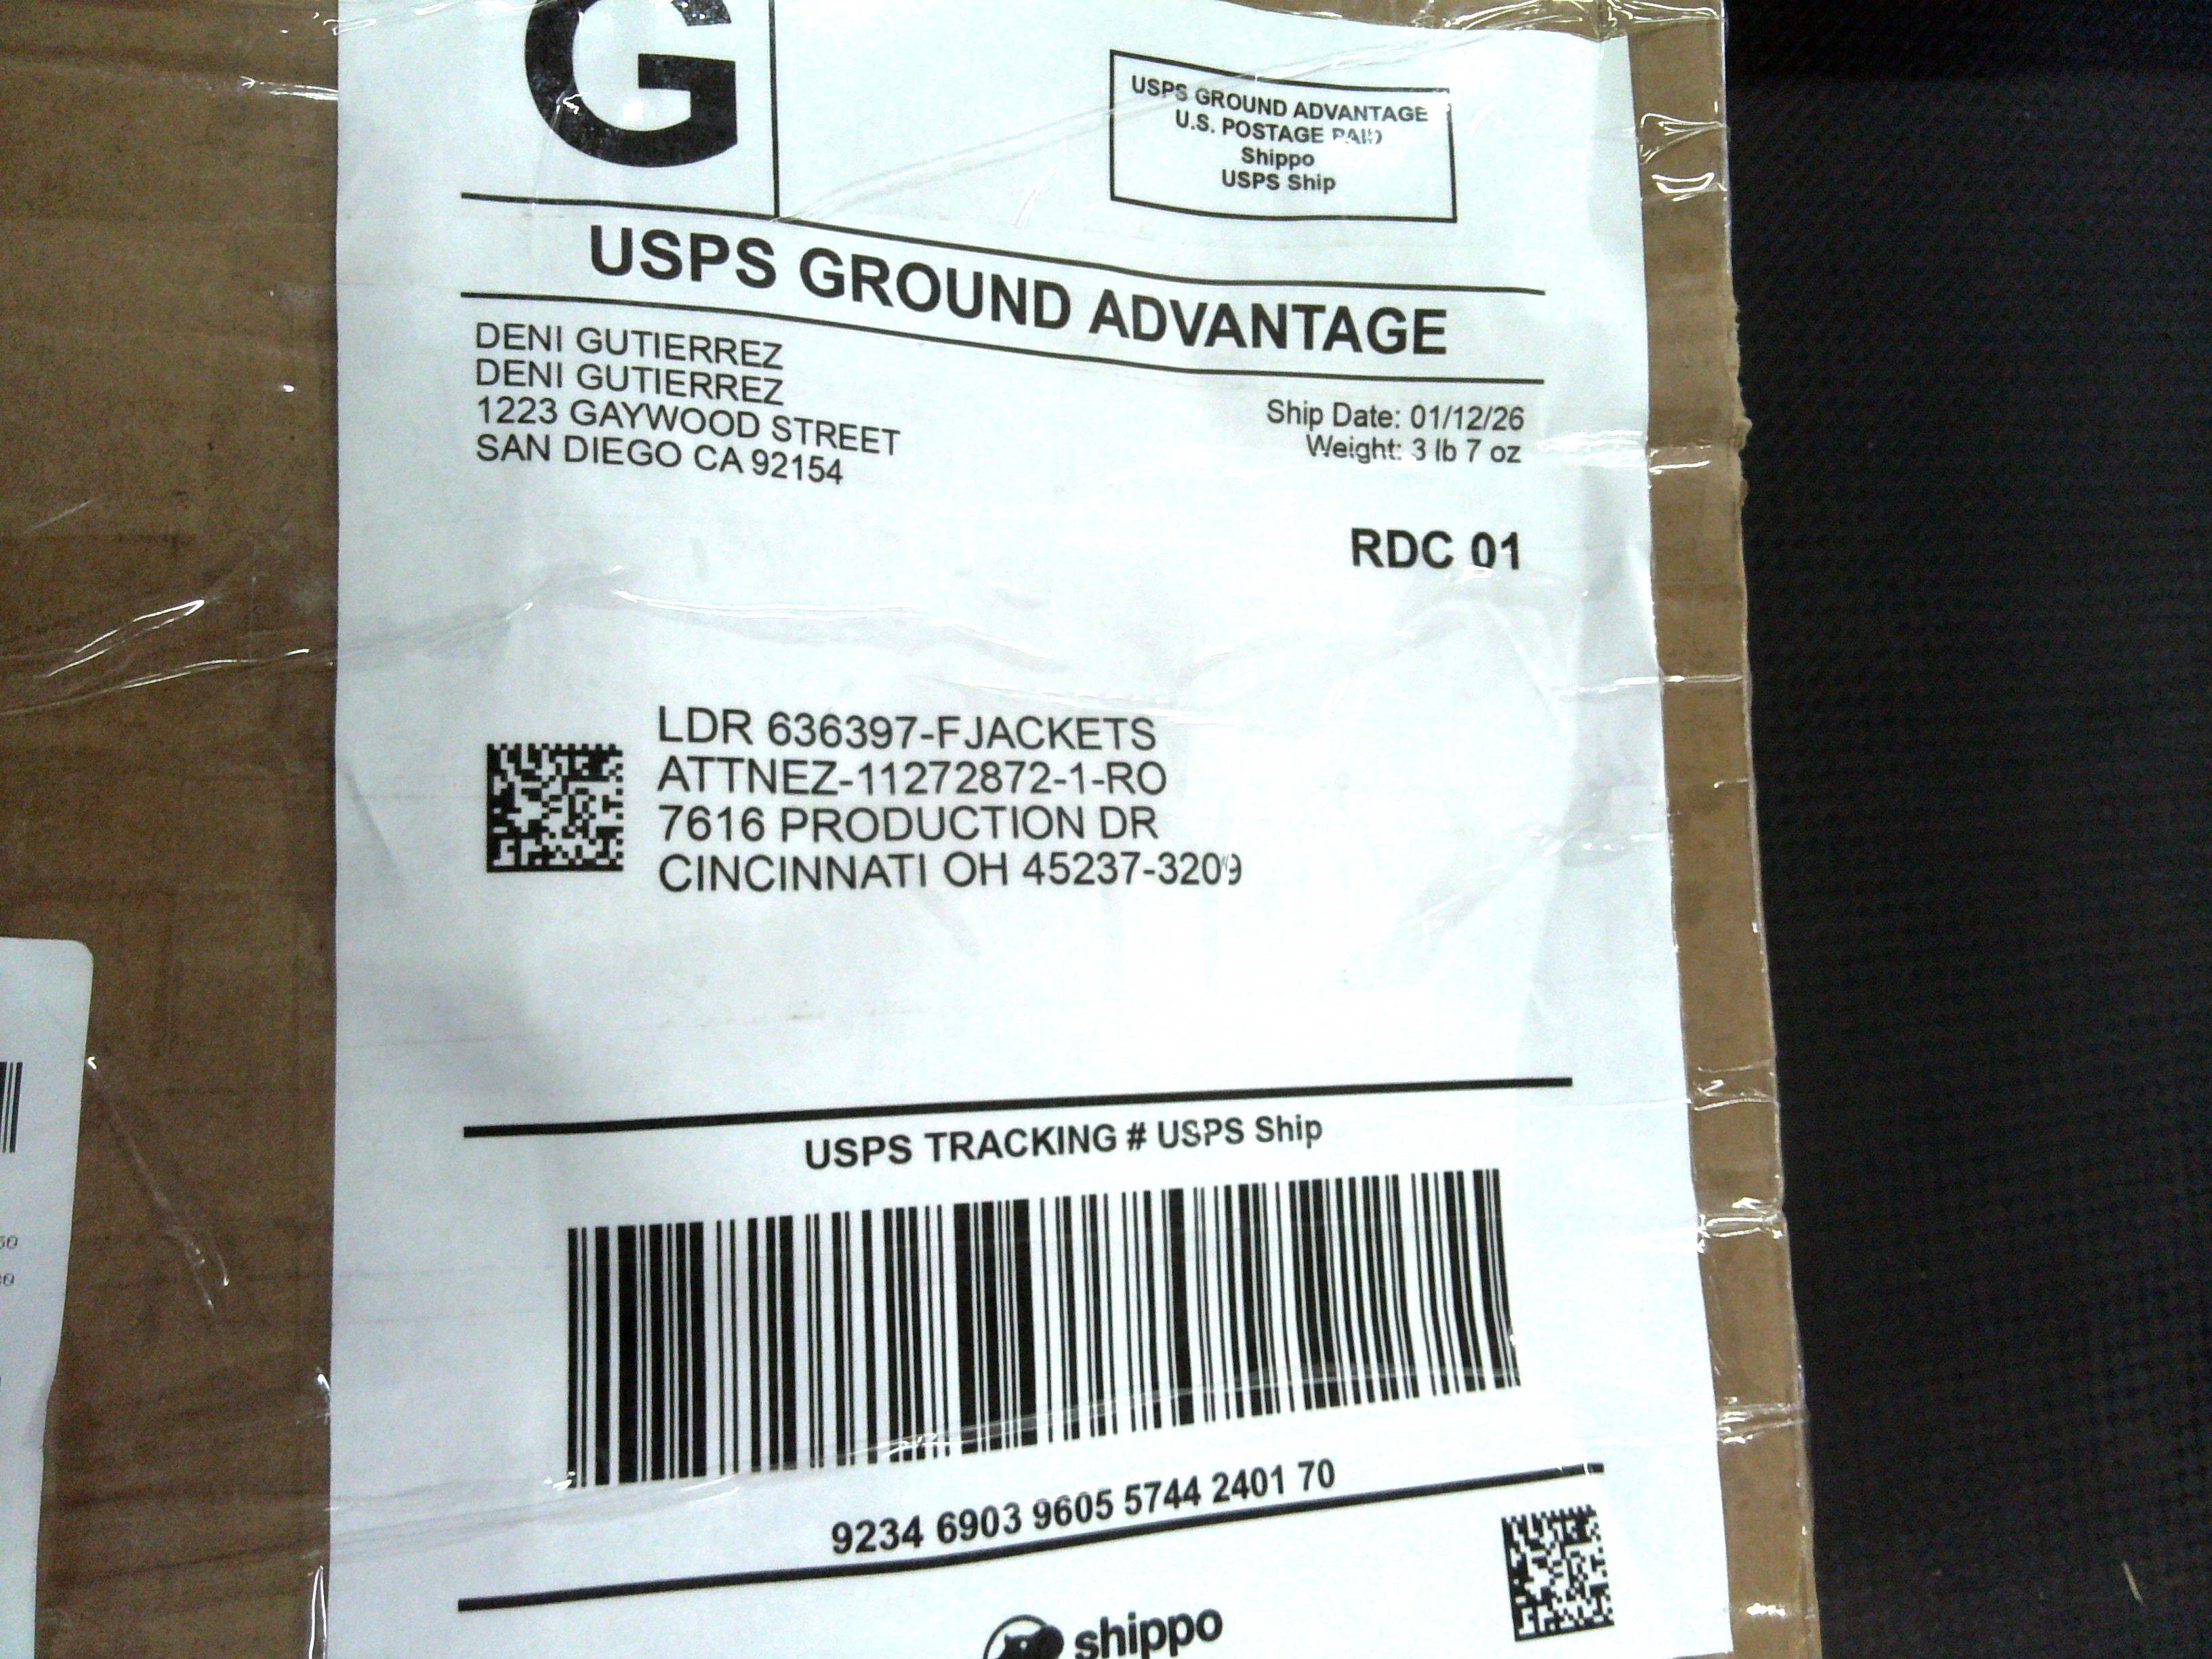 G
USPS GROUND ADVANTAGE
U.S. POSTAGE PAID
Shippo
USPS Ship
USPS GROUND ADVANTAGE
DENI GUTIERREZ
DENI GUTIERREZ
1223 GAYWOOD STREET
SAN DIEGO CA 92154
Ship Date: 01/12/26
Weight: 3 lb 7 oz
RDC 01
LDR 636397-FJACKETS
ATTNEZ-11272872-1-RO
7616 PRODUCTION DR
CINCINNATI OH 45237-3209
USPS TRACKING # USPS Ship
9234 6903 9605 5744 2401 70
shippo